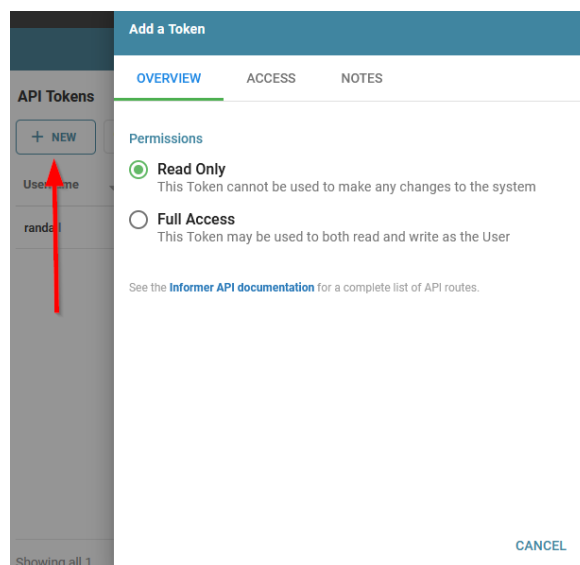 Add a Token
OVERVIEW ACCESS NOTES
API Tokens
+ NEW
Permissions
Read Only
This Token cannot be used to make any changes to the system
Full Access
This Token may be used to both read and write as the User
randall
See the Informer API documentation for a complete list of API routes.
CANCEL
Showing all 1